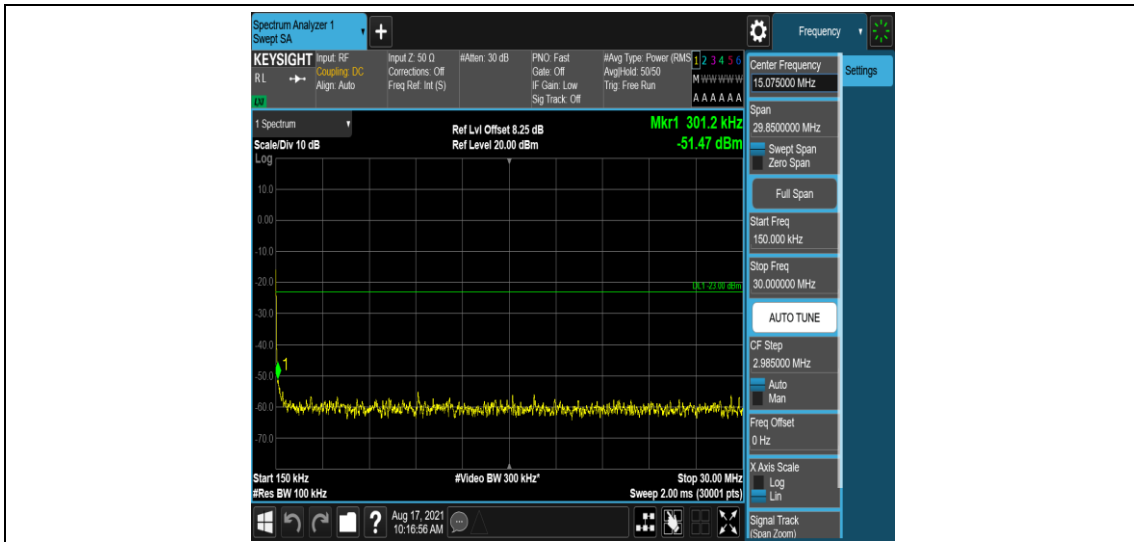 Spectrum Analyzer 1
Swept SA
+
Frequency
KEYSIGHT
RL
LM
Input: RF
Coupling: DC
Align: Auto
Input Z: 50 Ω
Corrections: Off
Freq Ref: Int (S)
#Atten: 30 dB
PNO: Fast
Gate: Off
IF Gain: Low
Sig Track: Off
#Avg Type: Power (RMS
Avg|Hold: 50/50
Trig: Free Run
1 2 3 4 5 6
M W W W W W
A A A A A A
1 Spectrum
Scale/Div 10 dB
Ref Lvl Offset 8.25 dB
Ref Level 20.00 dBm
Mkr1 301.2 kHz
-51.47 dBm
Log
10.0
0.00
-10.0
-20.0
DL1 -23.00 dBm
-30.0
-40.0
1
-50.0
-60.0
-70.0
Start 150 kHz
#Res BW 100 kHz
#Video BW 300 kHz*
Stop 30.00 MHz
Sweep 2.00 ms (30001 pts)
?
Aug 17, 2021
10:16:56 AM
Center Frequency
15.075000 MHz
Settings
Span
29.8500000 MHz
Swept Span
Zero Span
Full Span
Start Freq
150.000 kHz
Stop Freq
30.000000 MHz
AUTO TUNE
CF Step
2.985000 MHz
Auto
Man
Freq Offset
0 Hz
X Axis Scale
Log
Lin
Signal Track
(Span Zoom)